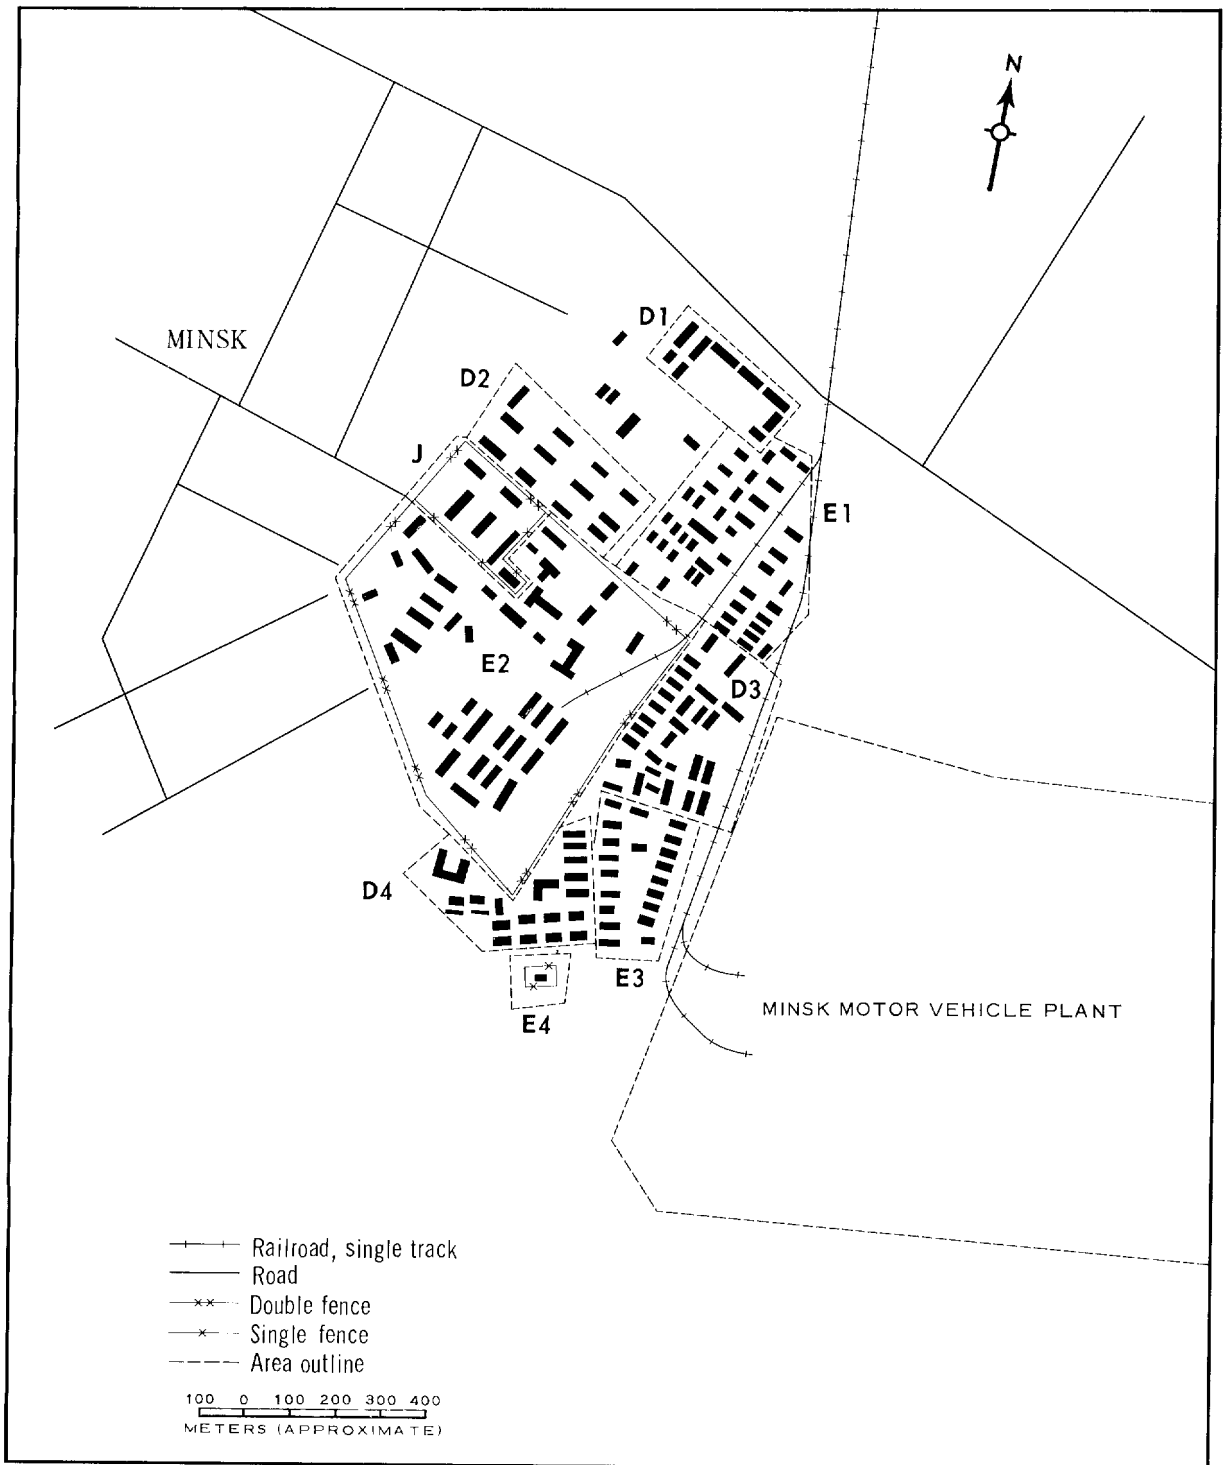 N
D1
MINSK
D2
J
E1
E2
D3
D4
E3
MINSK MOTOR VEHICLE PLANT
E4
Railroad, single track
Road
Double fence
Single fence
Area outline
100 0 100 200 300 400
METERS (APPROXIMATE)